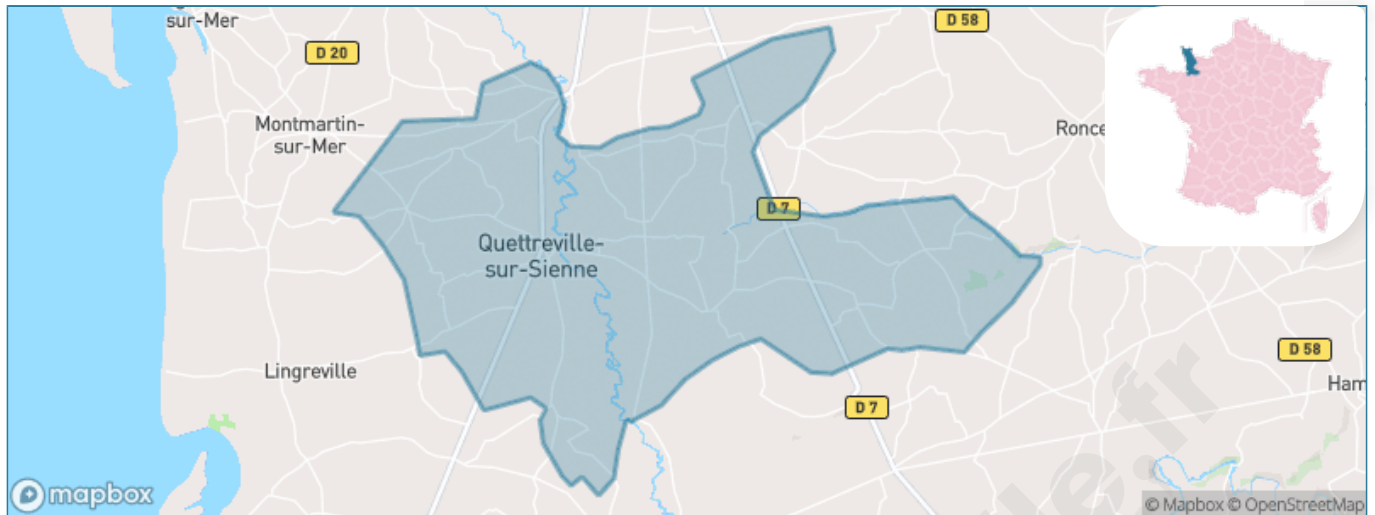 sur-Mer
D 58
D 20
Montmartin-
sur-Mer
Ronce
D 7
Quettreville-
sur-Sienne
D 58
Lingreville
Ham
D 7
mapbox
© Mapbox © OpenStreetMap